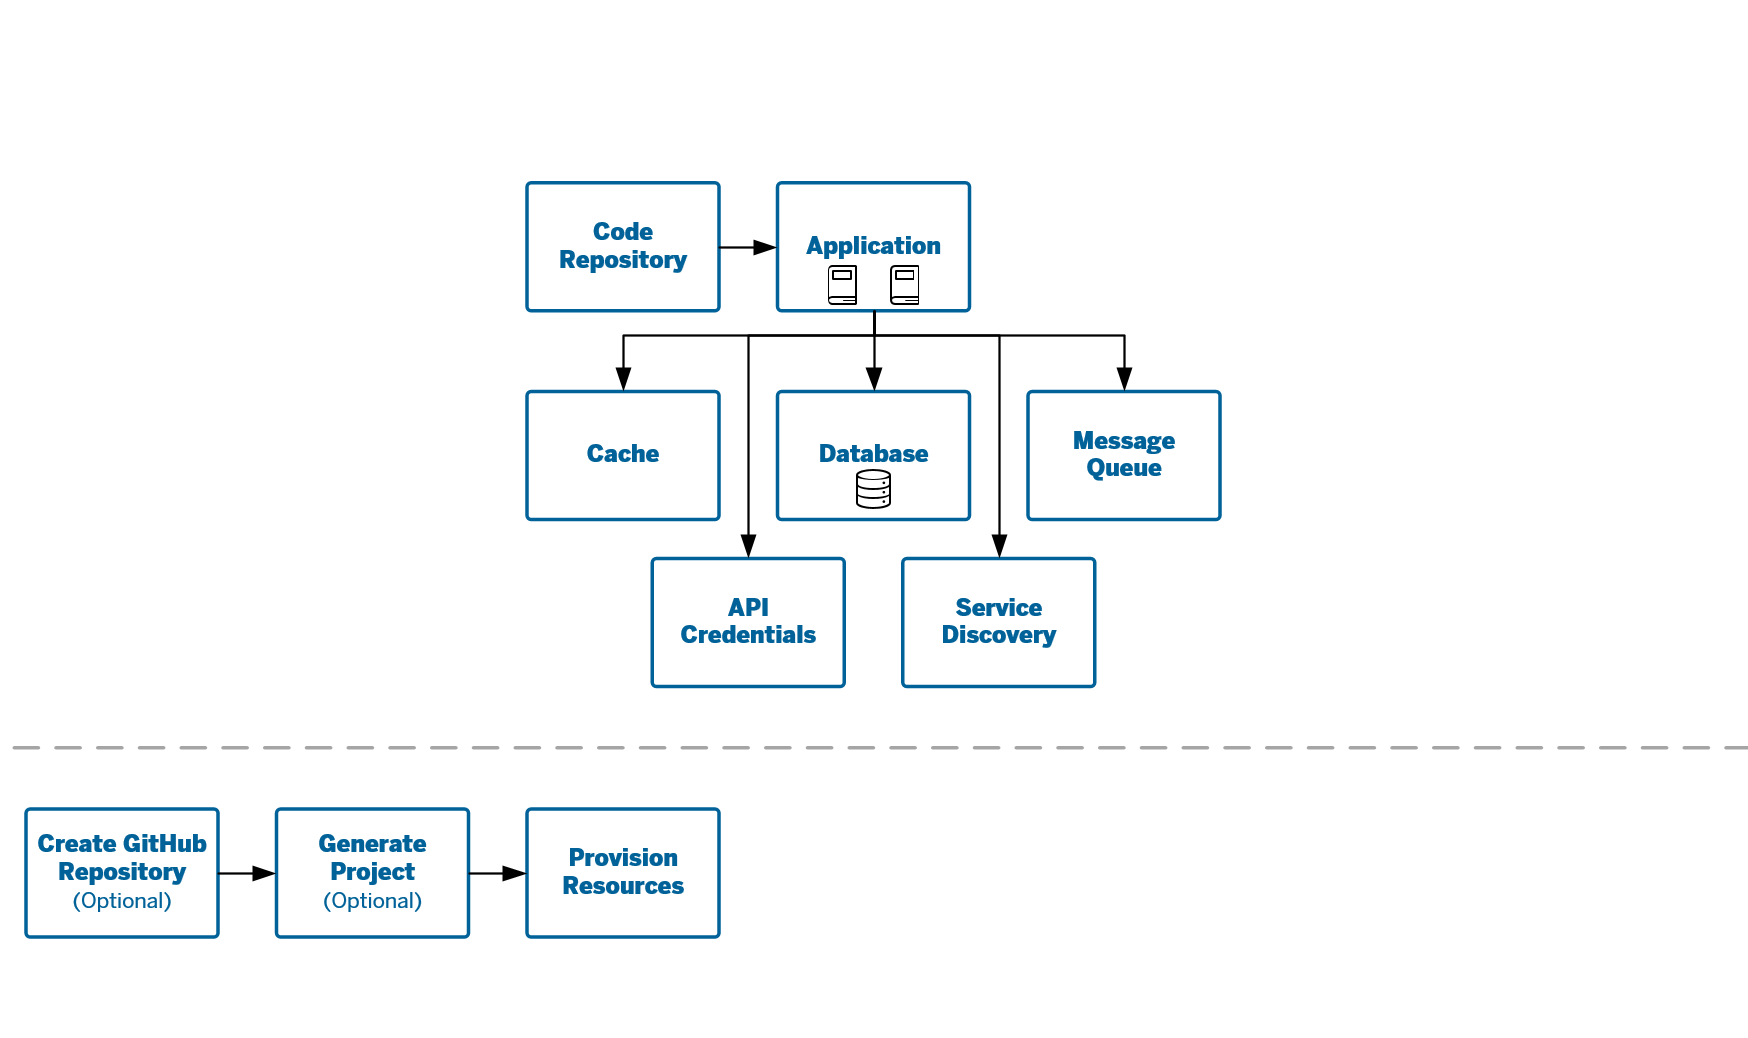 Code
Repository
Application
Cache
Database
Message
Queue
API
Credentials
Service
Discovery
Create GitHub
Repository
(Optional)
Generate
Project
(Optional)
Provision
Resources